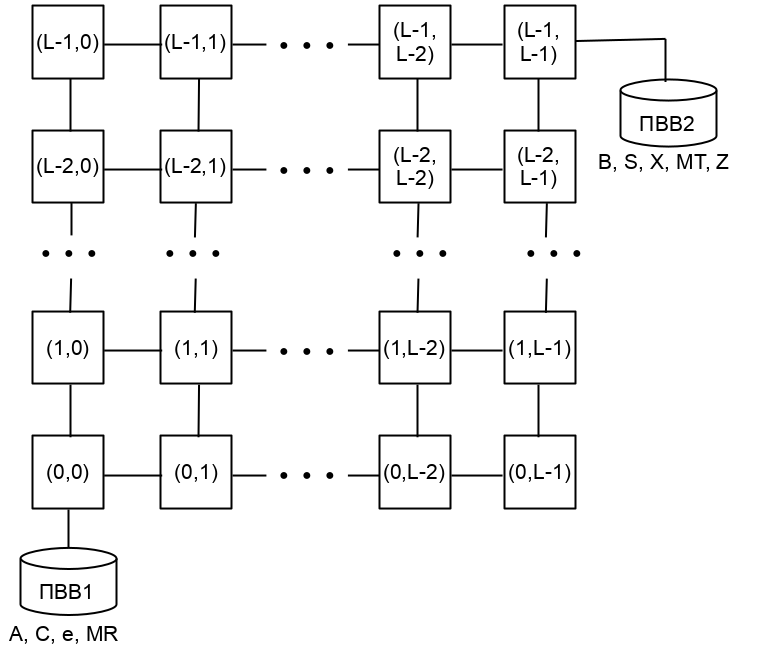 (L-1,0)
(L-1,1)
(L-1,
L-2)
(L-1,
L-1)
ПВВ2
B, S, X, MT, Z
(L-2,0)
(L-2,1)
(L-2,
L-2)
(L-2,
L-1)
(1,0)
(1,1)
(1,L-2)
(1,L-1)
(0,0)
(0,1)
(0,L-2)
(0,L-1)
ПВВ1
A, C, e, MR